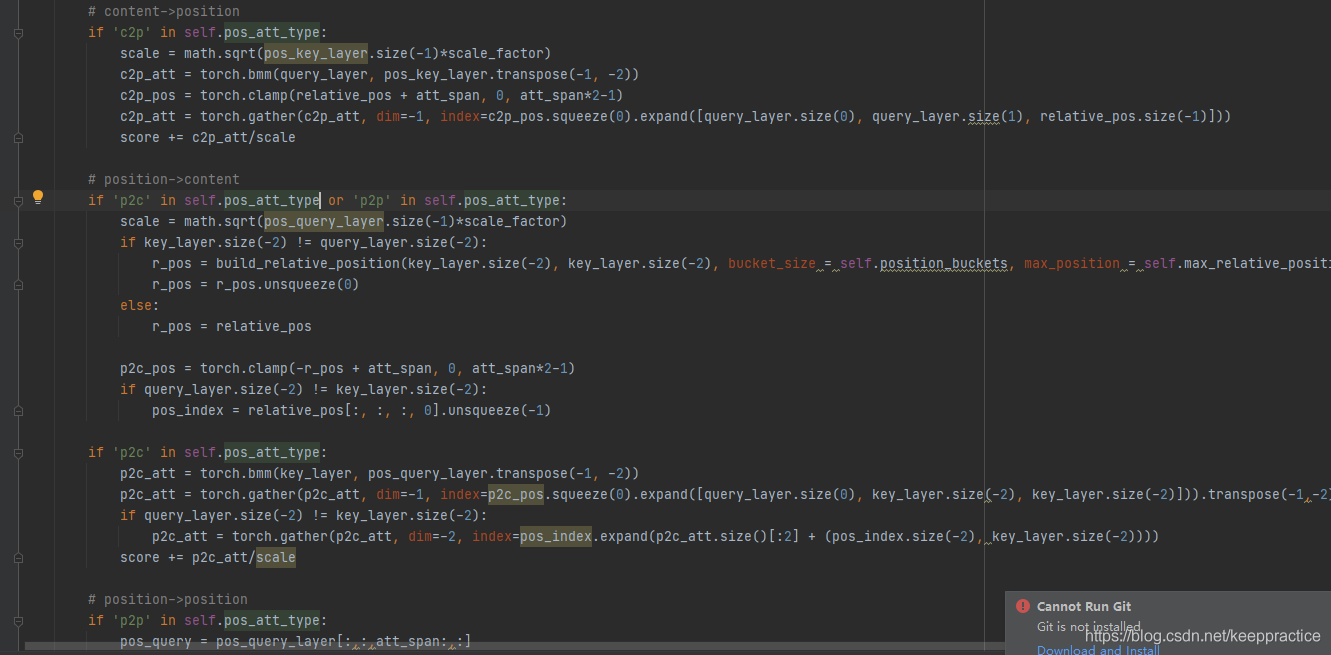 # content->position
if 'c2p' in self.pos_att_type:
scale = math.sqrt(pos_key_layer.size(-1)*scale_factor)
c2p_att = torch.bmm(query_layer, pos_key_layer.transpose(-1, -2))
c2p_pos = torch.clamp(relative_pos + att_span, 0, att_span*2-1)
c2p_att = torch.gather(c2p_att, dim=-1, index=c2p_pos.squeeze(0).expand([query_layer.size(0), query_layer.size(1), relative_pos.size(-1)]))
score += c2p_att/scale
# position->content
if 'p2c' in self.pos_att_type or 'p2p' in self.pos_att_type:
scale = math.sqrt(pos_query_layer.size(-1)*scale_factor)
if key_layer.size(-2) != query_layer.size(-2):
r_pos = build_relative_position(key_layer.size(-2), key_layer.size(-2), bucket_size = self.position_buckets, max_position = self.max_relative_positi
r_pos = r_pos.unsqueeze(0)
else:
r_pos = relative_pos
p2c_pos = torch.clamp(-r_pos + att_span, 0, att_span*2-1)
if query_layer.size(-2) != key_layer.size(-2):
pos_index = relative_pos[:, :, :, 0].unsqueeze(-1)
if 'p2c' in self.pos_att_type:
p2c_att = torch.bmm(key_layer, pos_query_layer.transpose(-1, -2))
p2c_att = torch.gather(p2c_att, dim=-1, index=p2c_pos.squeeze(0).expand([query_layer.size(0), key_layer.size(-2), key_layer.size(-2)])).transpose(-1,-2)
if query_layer.size(-2) != key_layer.size(-2):
p2c_att = torch.gather(p2c_att, dim=-2, index=pos_index.expand(p2c_att.size()[:2] + (pos_index.size(-2), key_layer.size(-2))))
score += p2c_att/scale
# position->position
if 'p2p' in self.pos_att_type:
pos_query = pos_query_layer[:,:,att_span:,:]
Cannot Run Git
Git is not installed
https://blog.csdn.net/keeppractice
Download and Install